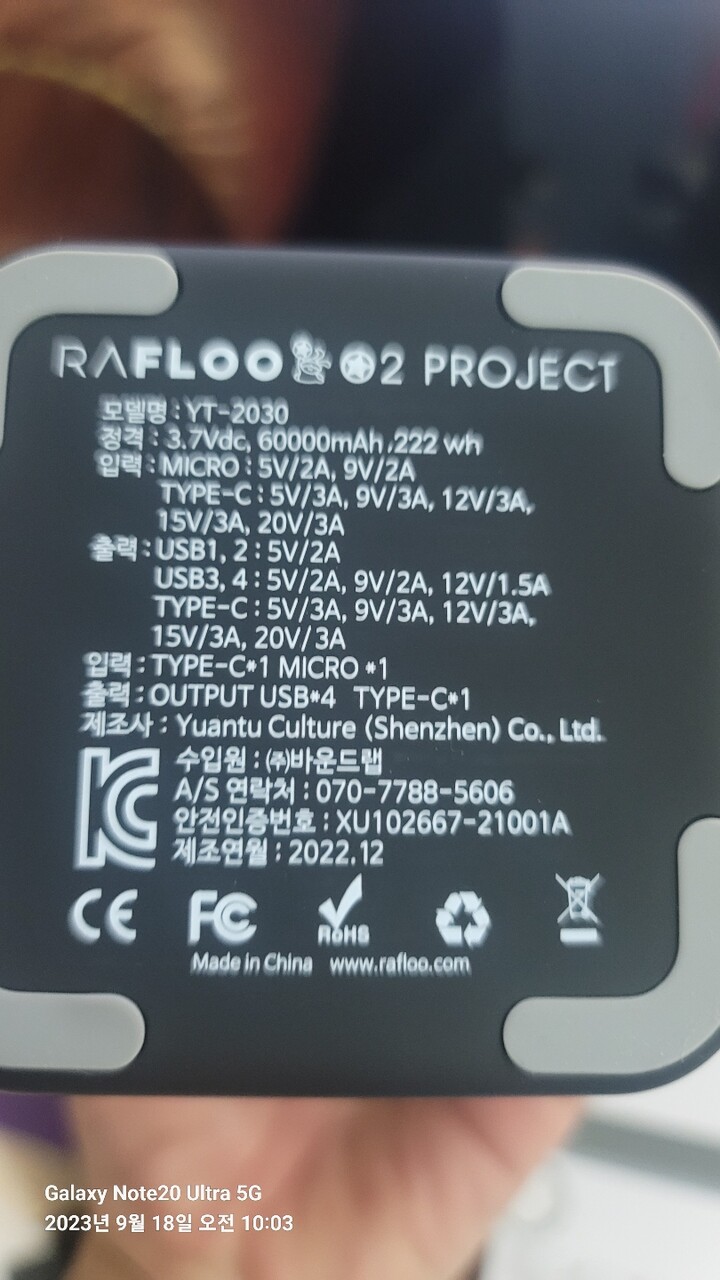 RAFLOO 2 PROJECT
모델명 : YT-2030
정격 : 3.7Vdc, 60000mAh ,222 wh
입력 : MICRO : 5V/2A, 9V/2A
TYPE-C : 5V/3A, 9V/3A, 12V/3A,
15V/3A, 20V/3A
출력 : USB1, 2 : 5V/2A
USB3, 4 : 5V/2A, 9V/2A, 12V/1.5A
TYPE-C : 5V/3A, 9V/3A, 12V/3A,
15V/3A, 20V/3A
입력 : TYPE-C*1 MICRO *1
출력 : OUTPUT USB*4 TYPE-C*1
제조사 : Yuantu Culture (Shenzhen) Co., Ltd.
수입원 : (주)바운드랩
A/S 연락처 : 070-7788-5606
안전인증번호 : XU102667-21001A
제조연월 : 2022.12
CE FC RoHS
Made in China www.rafloo.com
Galaxy Note20 Ultra 5G
2023년 9월 18일 오전 10:03